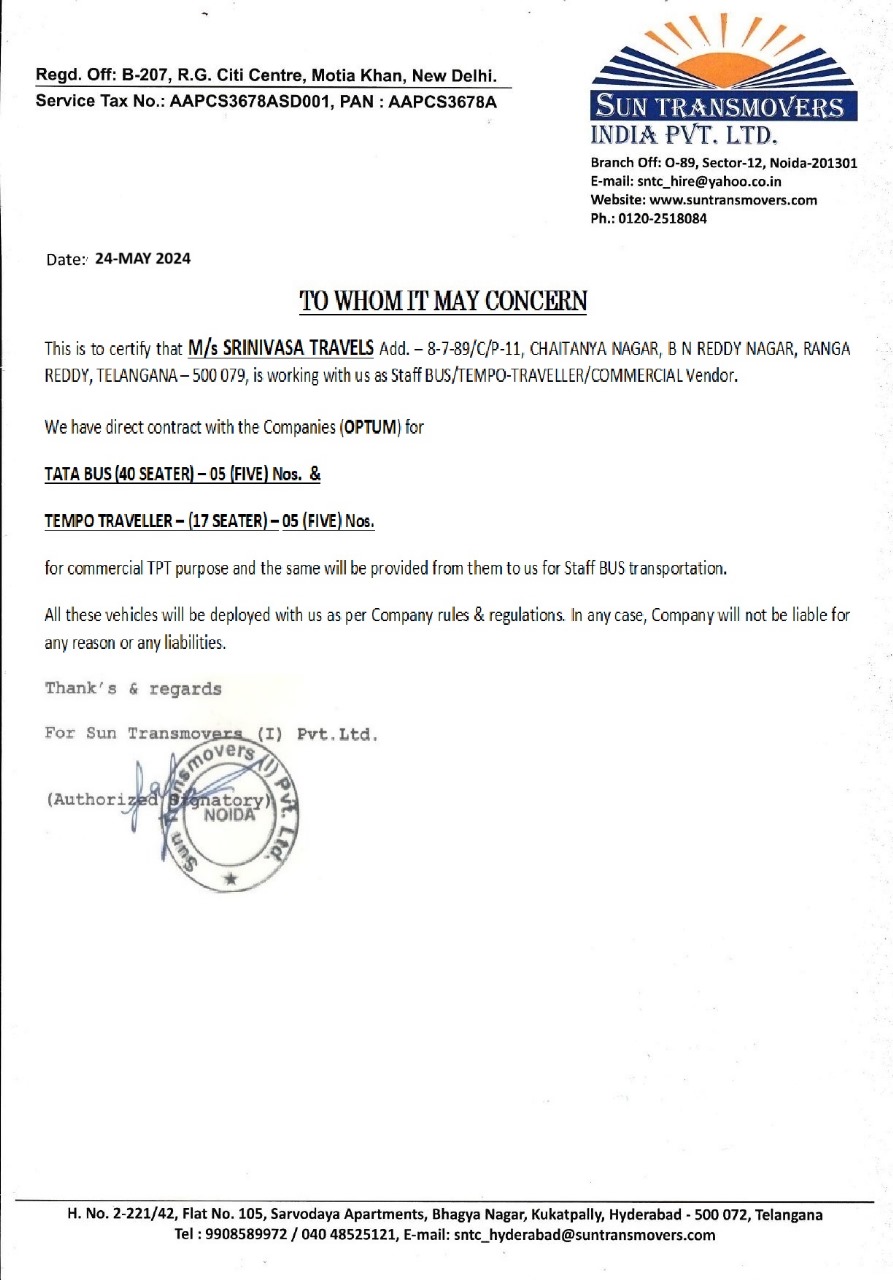 Regd. Off: B-207, R.G. Citi Centre, Motia Khan, New Delhi.
Service Tax No.: AAPCS3678ASD001, PAN : AAPCS3678A
SUN TRANSMOVERS
INDIA PVT. LTD.
Branch Off: O-89, Sector-12, Noida-201301
E-mail: sntc_hire@yahoo.co.in
Website: www.suntransmovers.com
Ph.: 0120-2518084
Date: 24-MAY 2024
TO WHOM IT MAY CONCERN
This is to certify that M/s SRINIVASA TRAVELS Add. – 8-7-89/C/P-11, CHAITANYA NAGAR, B N REDDY NAGAR, RANGA
REDDY, TELANGANA – 500 079, is working with us as Staff BUS/TEMPO-TRAVELLER/COMMERCIAL Vendor.
We have direct contract with the Companies (OPTUM) for
TATA BUS (40 SEATER) – 05 (FIVE) Nos. &
TEMPO TRAVELLER – (17 SEATER) – 05 (FIVE) Nos.
for commercial TPT purpose and the same will be provided from them to us for Staff BUS transportation.
All these vehicles will be deployed with us as per Company rules & regulations. In any case, Company will not be liable for
any reason or any liabilities.
Thank's & regards
For Sun Transmovers (I) Pvt.Ltd.
(Authorized Signatory)
Sun Transmovers (I) Pvt. Ltd.
NOIDA
H. No. 2-221/42, Flat No. 105, Sarvodaya Apartments, Bhagya Nagar, Kukatpally, Hyderabad - 500 072, Telangana
Tel : 9908589972 / 040 48525121, E-mail: sntc_hyderabad@suntransmovers.com